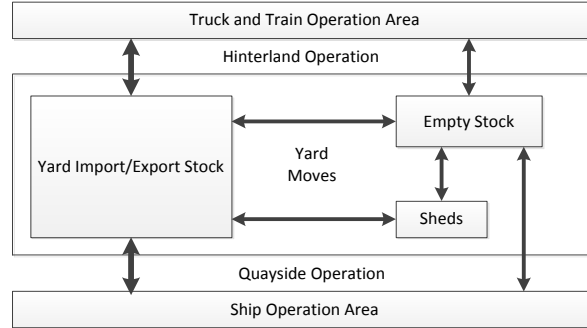 Truck and Train Operation Area
Hinterland Operation
Yard Import/Export Stock
Empty Stock
Yard
Moves
Sheds
Quayside Operation
Ship Operation Area